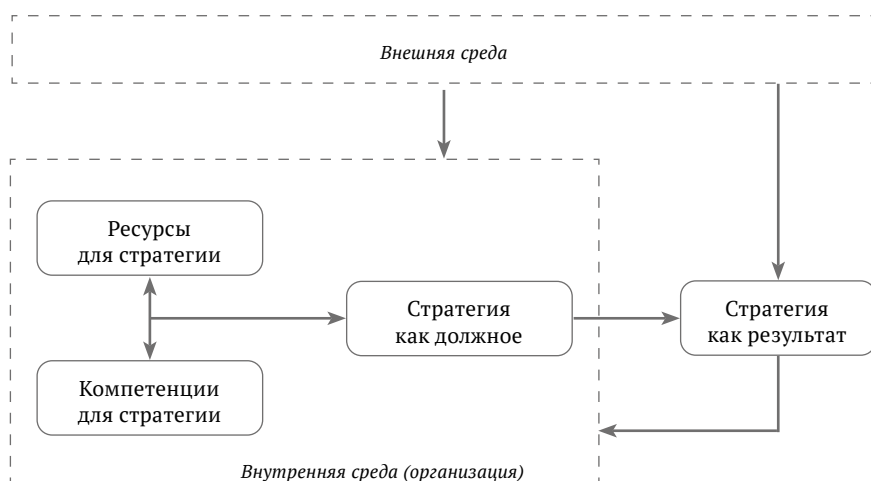 Внешняя среда
Ресурсы
для стратегии
Стратегия
как должное
Стратегия
как результат
Компетенции
для стратегии
Внутренняя среда (организация)